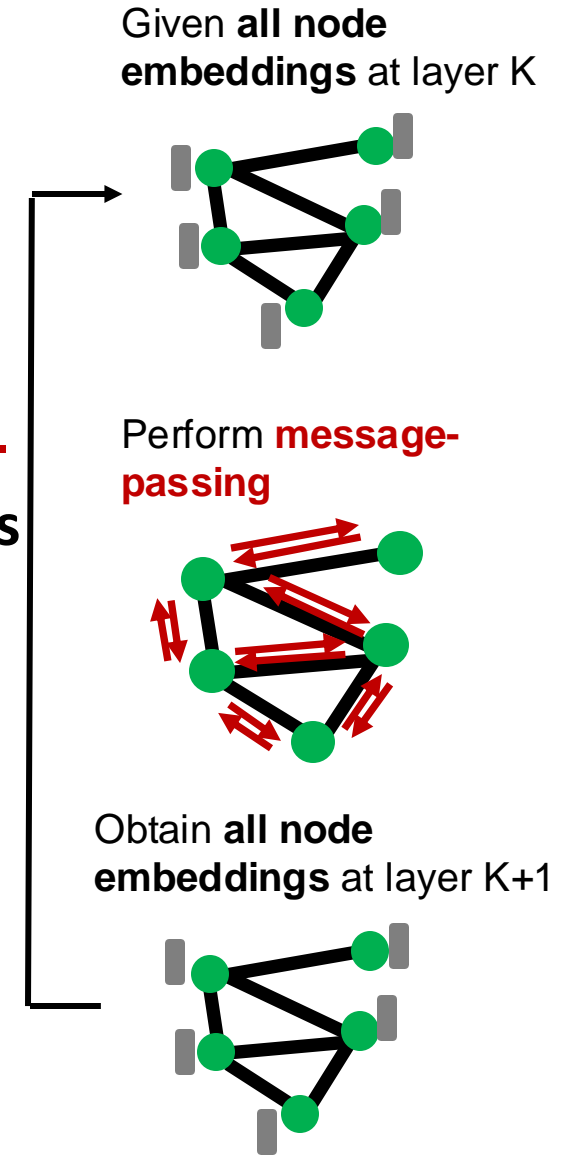 Given all node
embeddings at layer K
Perform message-
passing
s
Obtain all node
embeddings at layer K+1